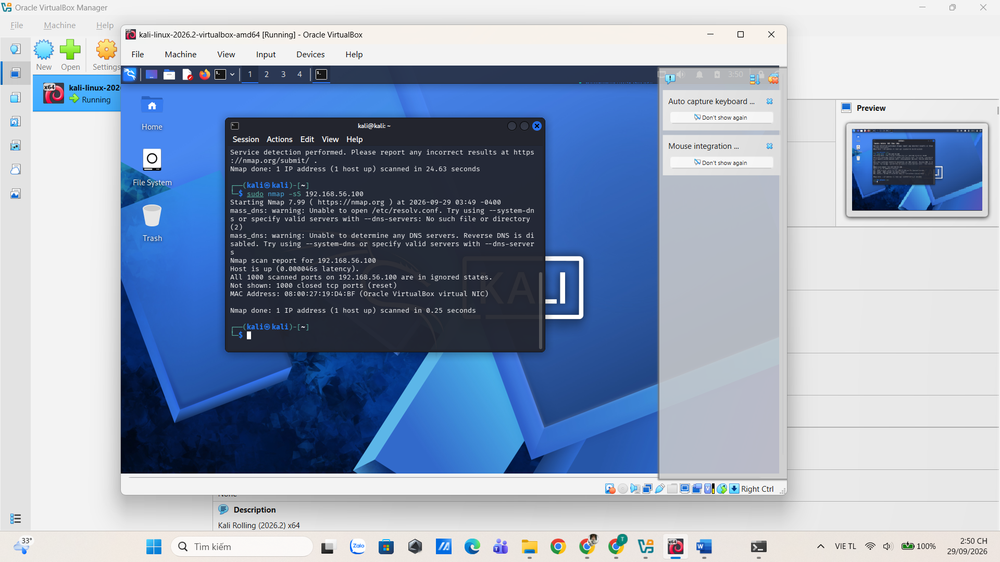 Oracle VirtualBox Manager
File Machine Help
New Open Settings
x64 kali-linux-202
Running
kali-linux-2026.2-virtualbox-amd64 [Running] - Oracle VirtualBox
File Machine View Input Devices Help
1 2 3 4
3:50
Home
File System
Trash
kali@kali: ~
Session Actions Edit View Help
Service detection performed. Please report any incorrect results at https
://nmap.org/submit/ .
Nmap done: 1 IP address (1 host up) scanned in 24.63 seconds
┌──(kali㉿kali)-[~]
└─$ sudo nmap -sS 192.168.56.100
Starting Nmap 7.99 ( https://nmap.org ) at 2026-09-29 03:49 -0400
mass_dns: warning: Unable to open /etc/resolv.conf. Try using --system-dn
s or specify valid servers with --dns-servers: No such file or directory
(2)
mass_dns: warning: Unable to determine any DNS servers. Reverse DNS is di
sabled. Try using --system-dns or specify valid servers with --dns-server
s
Nmap scan report for 192.168.56.100
Host is up (0.000046s latency).
All 1000 scanned ports on 192.168.56.100 are in ignored states.
Not shown: 1000 closed tcp ports (reset)
MAC Address: 08:00:27:19:D4:BF (Oracle VirtualBox virtual NIC)
Nmap done: 1 IP address (1 host up) scanned in 0.25 seconds
┌──(kali㉿kali)-[~]
└─$
KALI
Auto capture keyboard ...
Don't show again
Mouse integration ...
Don't show again
Preview
Right Ctrl
None
Description
Kali Rolling (2026.2) x64
33°
Tìm kiếm
Zalo
T
x64
VIE TL
100%
2:50 CH
29/09/2026